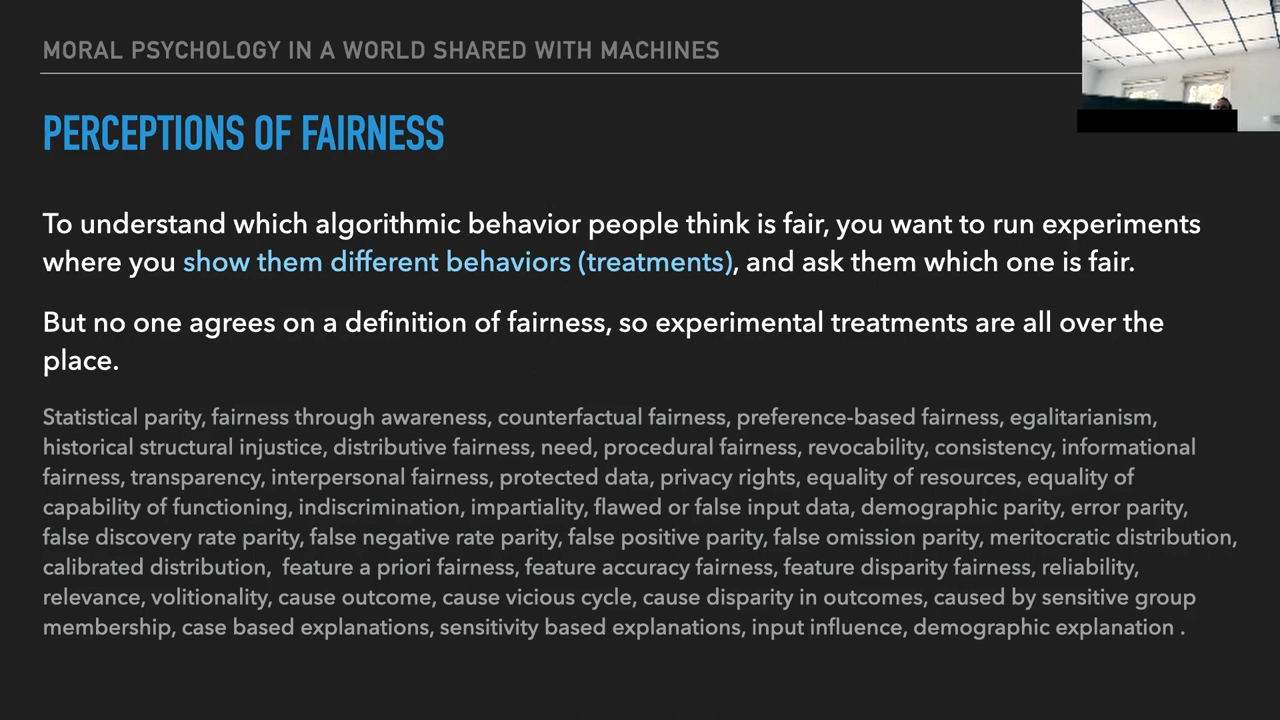 MORAL PSYCHOLOGY IN A WORLD SHARED WITH MACHINES
PERCEPTIONS OF FAIRNESS
To understand which algorithmic behavior people think is fair, you want to run experiments
where you show them different behaviors (treatments), and ask them which one is fair.
But no one agrees on a definition of fairness, so experimental treatments are all over the
place.
Statistical parity, fairness through awareness, counterfactual fairness, preference-based fairness, egalitarianism,
historical structural injustice, distributive fairness, need, procedural fairness, revocability, consistency, informational
fairness, transparency, interpersonal fairness, protected data, privacy rights, equality of resources, equality of
capability of functioning, indiscrimination, impartiality, flawed or false input data, demographic parity, error parity,
false discovery rate parity, false negative rate parity, false positive parity, false omission parity, meritocratic distribution,
calibrated distribution,  feature a priori fairness, feature accuracy fairness, feature disparity fairness, reliability,
relevance, volitionality, cause outcome, cause vicious cycle, cause disparity in outcomes, caused by sensitive group
membership, case based explanations, sensitivity based explanations, input influence, demographic explanation .